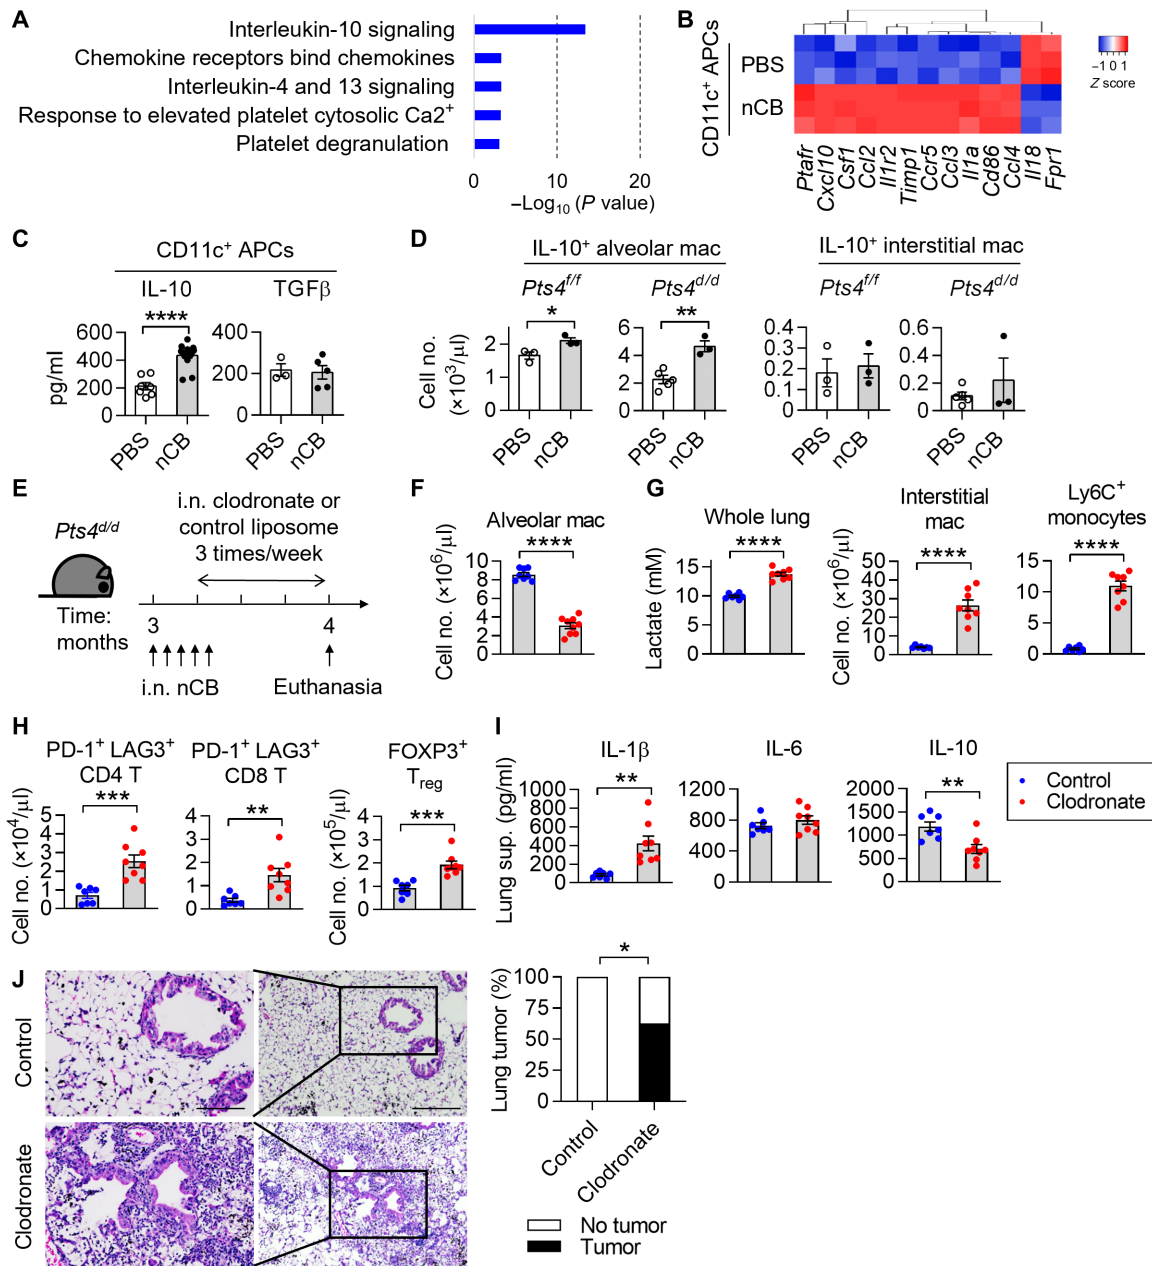 A
Interleukin-10 signaling
Chemokine receptors bind chemokines
Interleukin-4 and 13 signaling
Response to elevated platelet cytosolic Ca2+
Platelet degranulation
0 10 20
−Log10 (P value)
B
CD11c+ APCs
PBS
nCB
−1 0 1
Z score
Ptafr
Cxcl10
Csf1
Ccl2
Il1r2
Timp1
Ccr5
Ccl3
Il1a
Cd86
Ccl4
Il18
Fpr1
C
CD11c+ APCs
IL-10
TGFβ
****
pg/ml
600
400
200
0
400
200
0
PBS
nCB
PBS
nCB
D
IL-10+ alveolar mac
IL-10+ interstitial mac
Pts4f/f
Pts4d/d
Pts4f/f
Pts4d/d
*
**
Cell no.
(×10³/µl)
2
1
0
6
4
2
0
0.4
0.3
0.2
0.1
0
0.6
0.4
0.2
0
PBS
nCB
PBS
nCB
PBS
nCB
PBS
nCB
E
Pts4d/d
i.n. clodronate or
control liposome
3 times/week
Time:
months
3
4
i.n. nCB
Euthanasia
F
Alveolar mac
****
Cell no. (×10⁶/µl)
10
8
6
4
2
0
G
Whole lung
****
Lactate (mM)
15
10
5
0
Interstitial
mac
****
Cell no. (×10⁶/µl)
50
40
30
20
10
0
Ly6C+
monocytes
****
15
10
5
0
H
PD-1+ LAG3+
CD4 T
***
Cell no. (×10⁴/µl)
5
4
3
2
1
0
PD-1+ LAG3+
CD8 T
**
4
3
2
1
0
FOXP3+
Treg
***
Cell no. (×10⁵/µl)
4
3
2
1
0
I
IL-1β
**
Lung sup. (pg/ml)
1000
800
600
400
200
0
IL-6
1200
800
400
0
IL-10
**
2000
1500
1000
500
0
Control
Clodronate
J
Control
Clodronate
*
Lung tumor (%)
100
75
50
25
0
Control
Clodronate
No tumor
Tumor